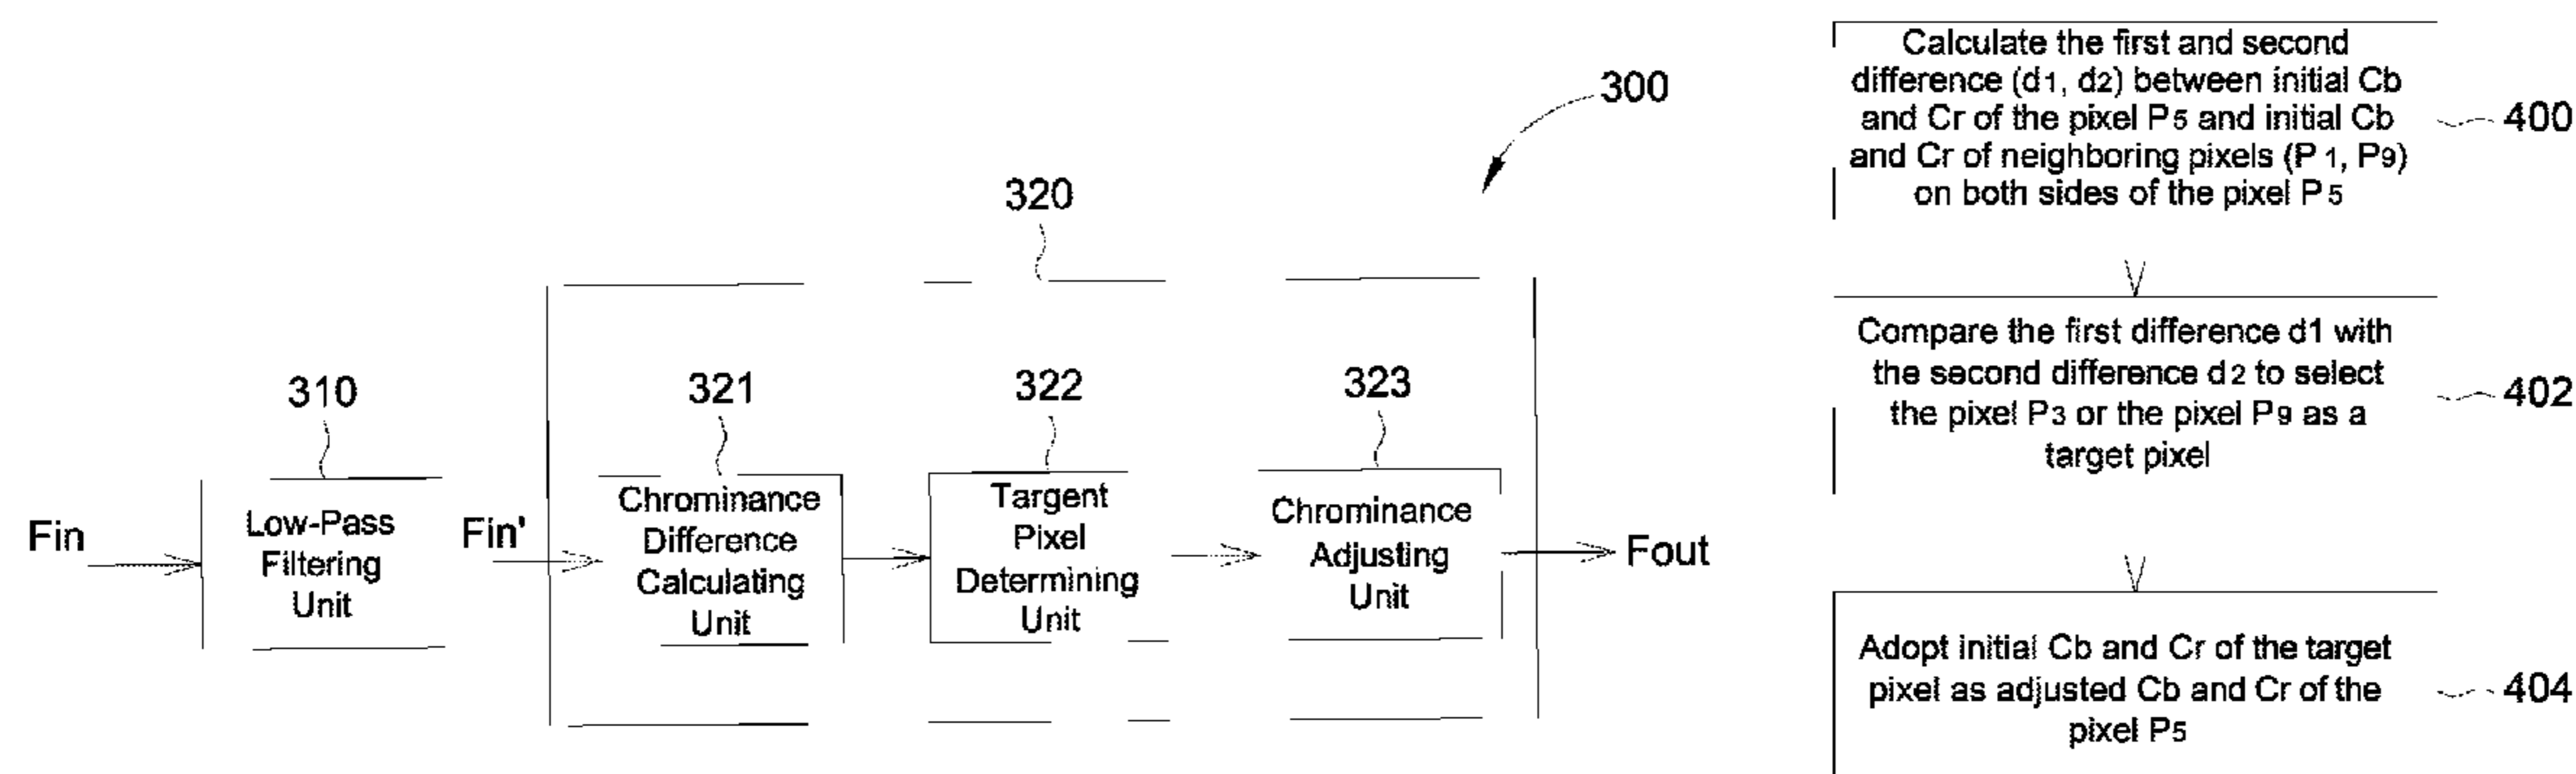 300
320
310
321
322
323
Fin
Low-Pass
Filtering
Unit
Fin'
Chrominance
Difference
Calculating
Unit
Targent
Pixel
Determining
Unit
Chrominance
Adjusting
Unit
Fout
Calculate the first and second
difference (d1, d2) between initial Cb
and Cr of the pixel P5 and initial Cb
and Cr of neighboring pixels (P1, P9)
on both sides of the pixel P5
400
Compare the first difference d1 with
the second difference d2 to select
the pixel P3 or the pixel P9 as a
target pixel
402
Adopt initial Cb and Cr of the target
pixel as adjusted Cb and Cr of the
pixel P5
404